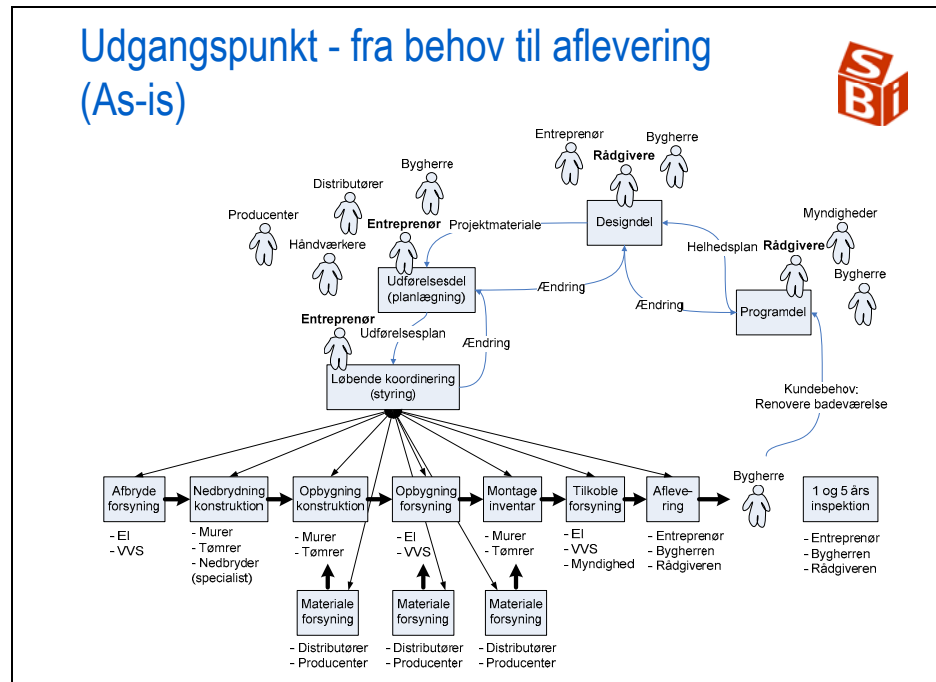 Udgangspunkt - fra behov til aflevering
(As-is)
S
B i
Entreprenør
Rådgivere
Bygherre
Bygherre
Distributører
Producenter
Håndværkere
Entreprenør
Projektmateriale
Designdel
Myndigheder
Helhedsplan
Rådgivere
Bygherre
Udførelsesdel
(planlægning)
Ændring
Ændring
Programdel
Entreprenør
Udførelsesplan
Ændring
Løbende koordinering
(styring)
Kundebehov:
Renovere badeværelse
Bygherre
Afbryde
forsyning
- El
- VVS
Nedbrydning
konstruktion
- Murer
- Tømrer
- Nedbryder
(specialist)
Opbygning
konstruktion
- Murer
- Tømrer
Opbygning
forsyning
- El
- VVS
Montage
inventar
- Murer
- Tømrer
Tilkoble
forsyning
- El
- VVS
- Myndighed
Afleve-
ring
- Entreprenør
- Bygherren
- Rådgiveren
1 og 5 års
inspektion
- Entreprenør
- Bygherren
- Rådgiveren
Materiale
forsyning
- Distributører
- Producenter
Materiale
forsyning
- Distributører
- Producenter
Materiale
forsyning
- Distributører
- Producenter